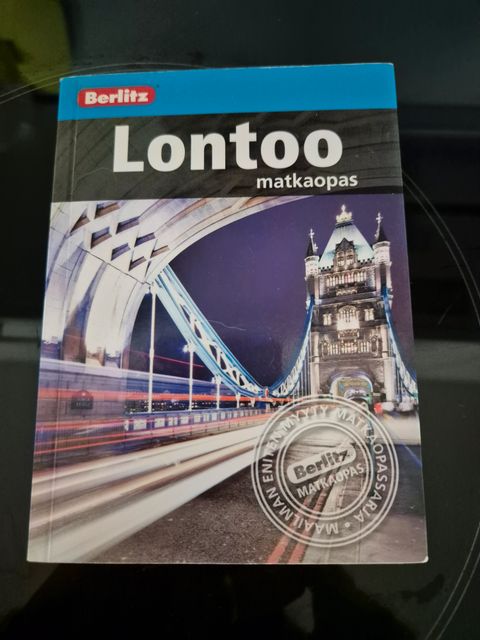 Berlitz
Lontoo
matkaopas
MAAILMAN ENITEN MYYTY MATKAOPASSARJA •
Berlitz
MATKAOPAS